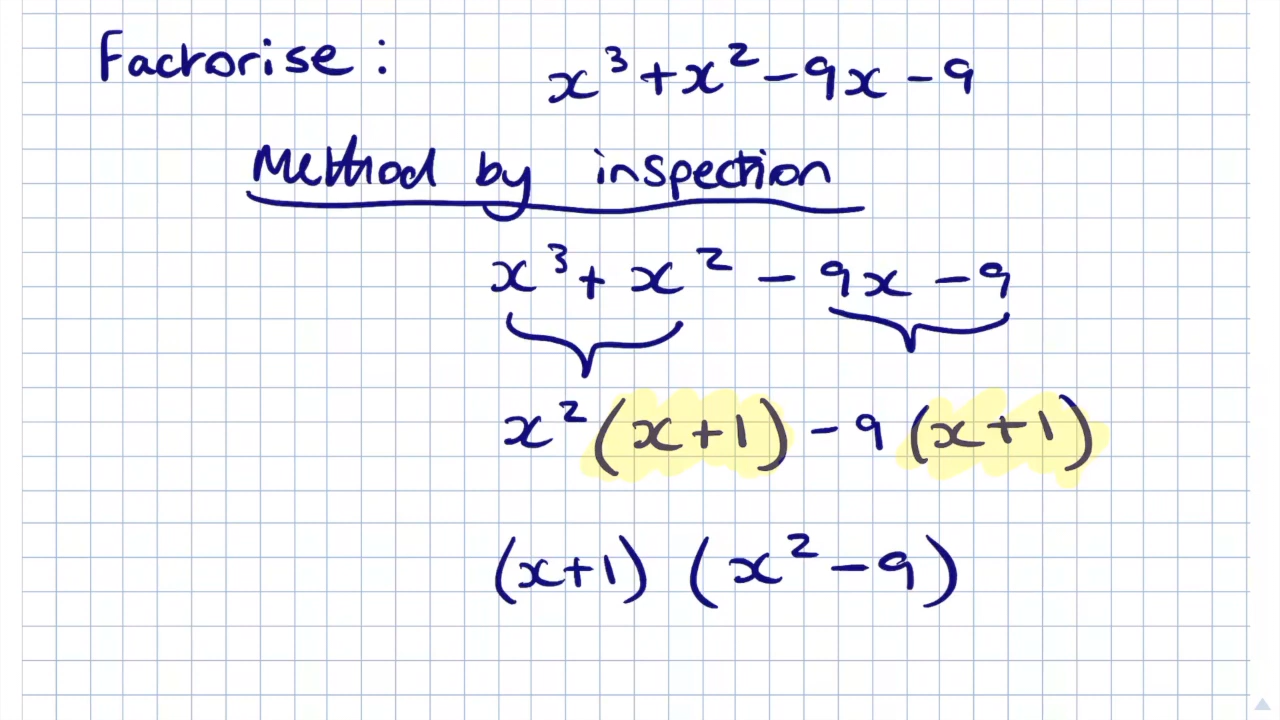 Factorise : x³ + x² - 9x - 9
Method by inspection
x³ + x² - 9x - 9
x² (x+1) - 9 (x+1)
(x+1) (x² - 9)